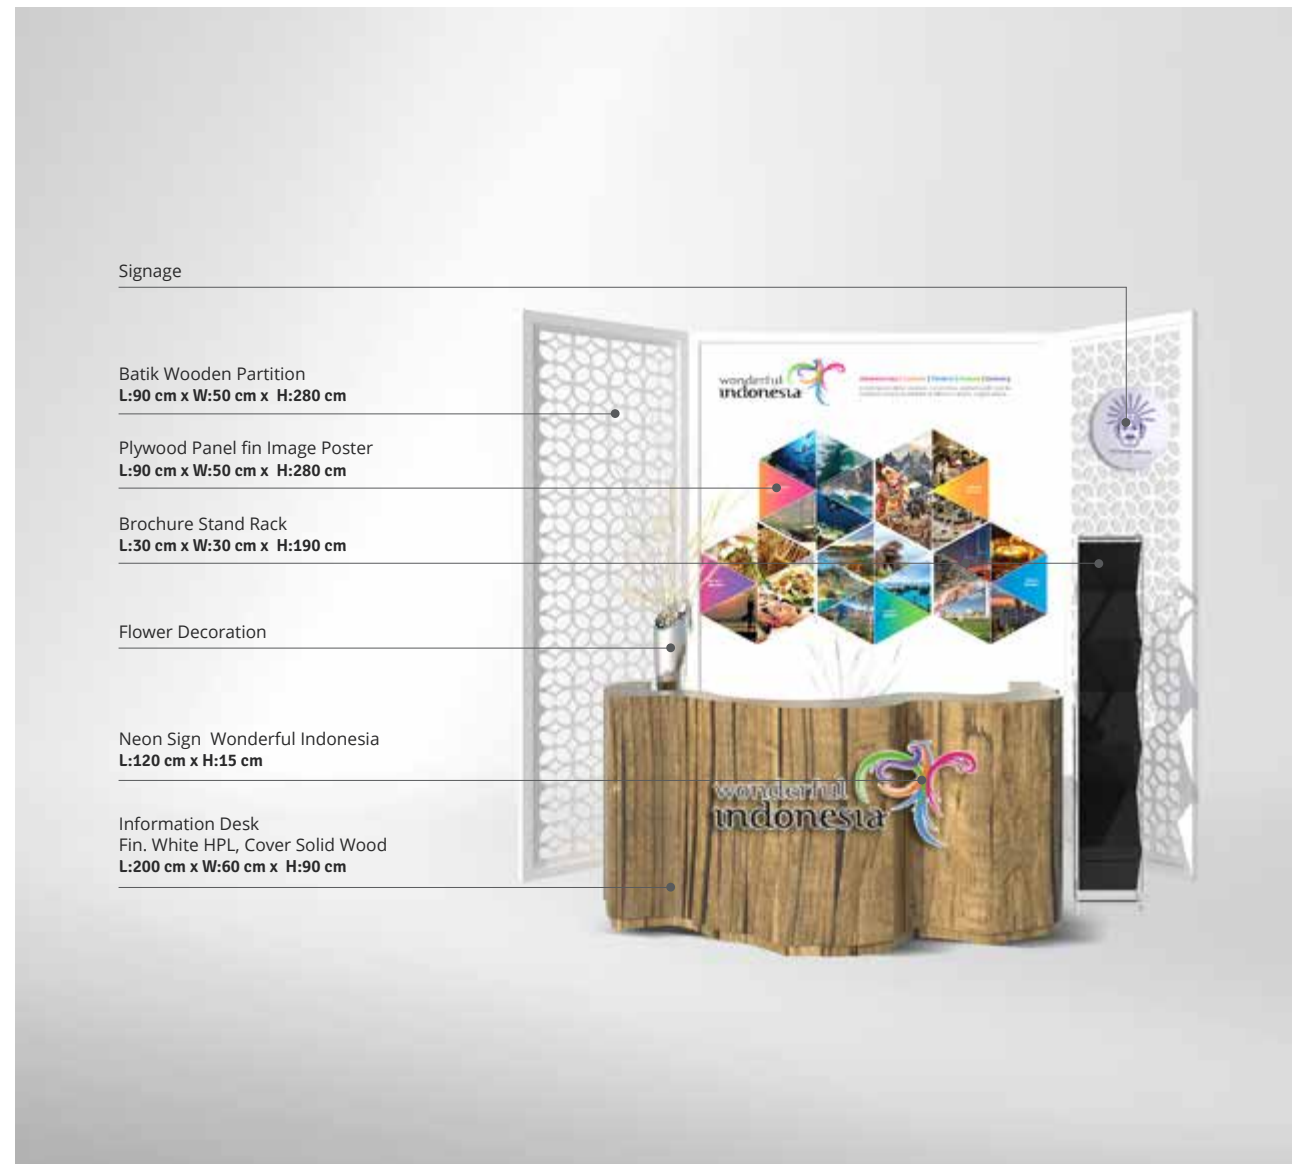 Signage
Batik Wooden Partition
L:90 cm x W:50 cm x H:280 cm
Plywood Panel fin Image Poster
L:90 cm x W:50 cm x H:280 cm
Brochure Stand Rack
L:30 cm x W:30 cm x H:190 cm
Flower Decoration
Neon Sign Wonderful Indonesia
L:120 cm x H:15 cm
Information Desk
Fin. White HPL, Cover Solid Wood
L:200 cm x W:60 cm x H:90 cm
wonderful
indonesia
wonderful
indonesia